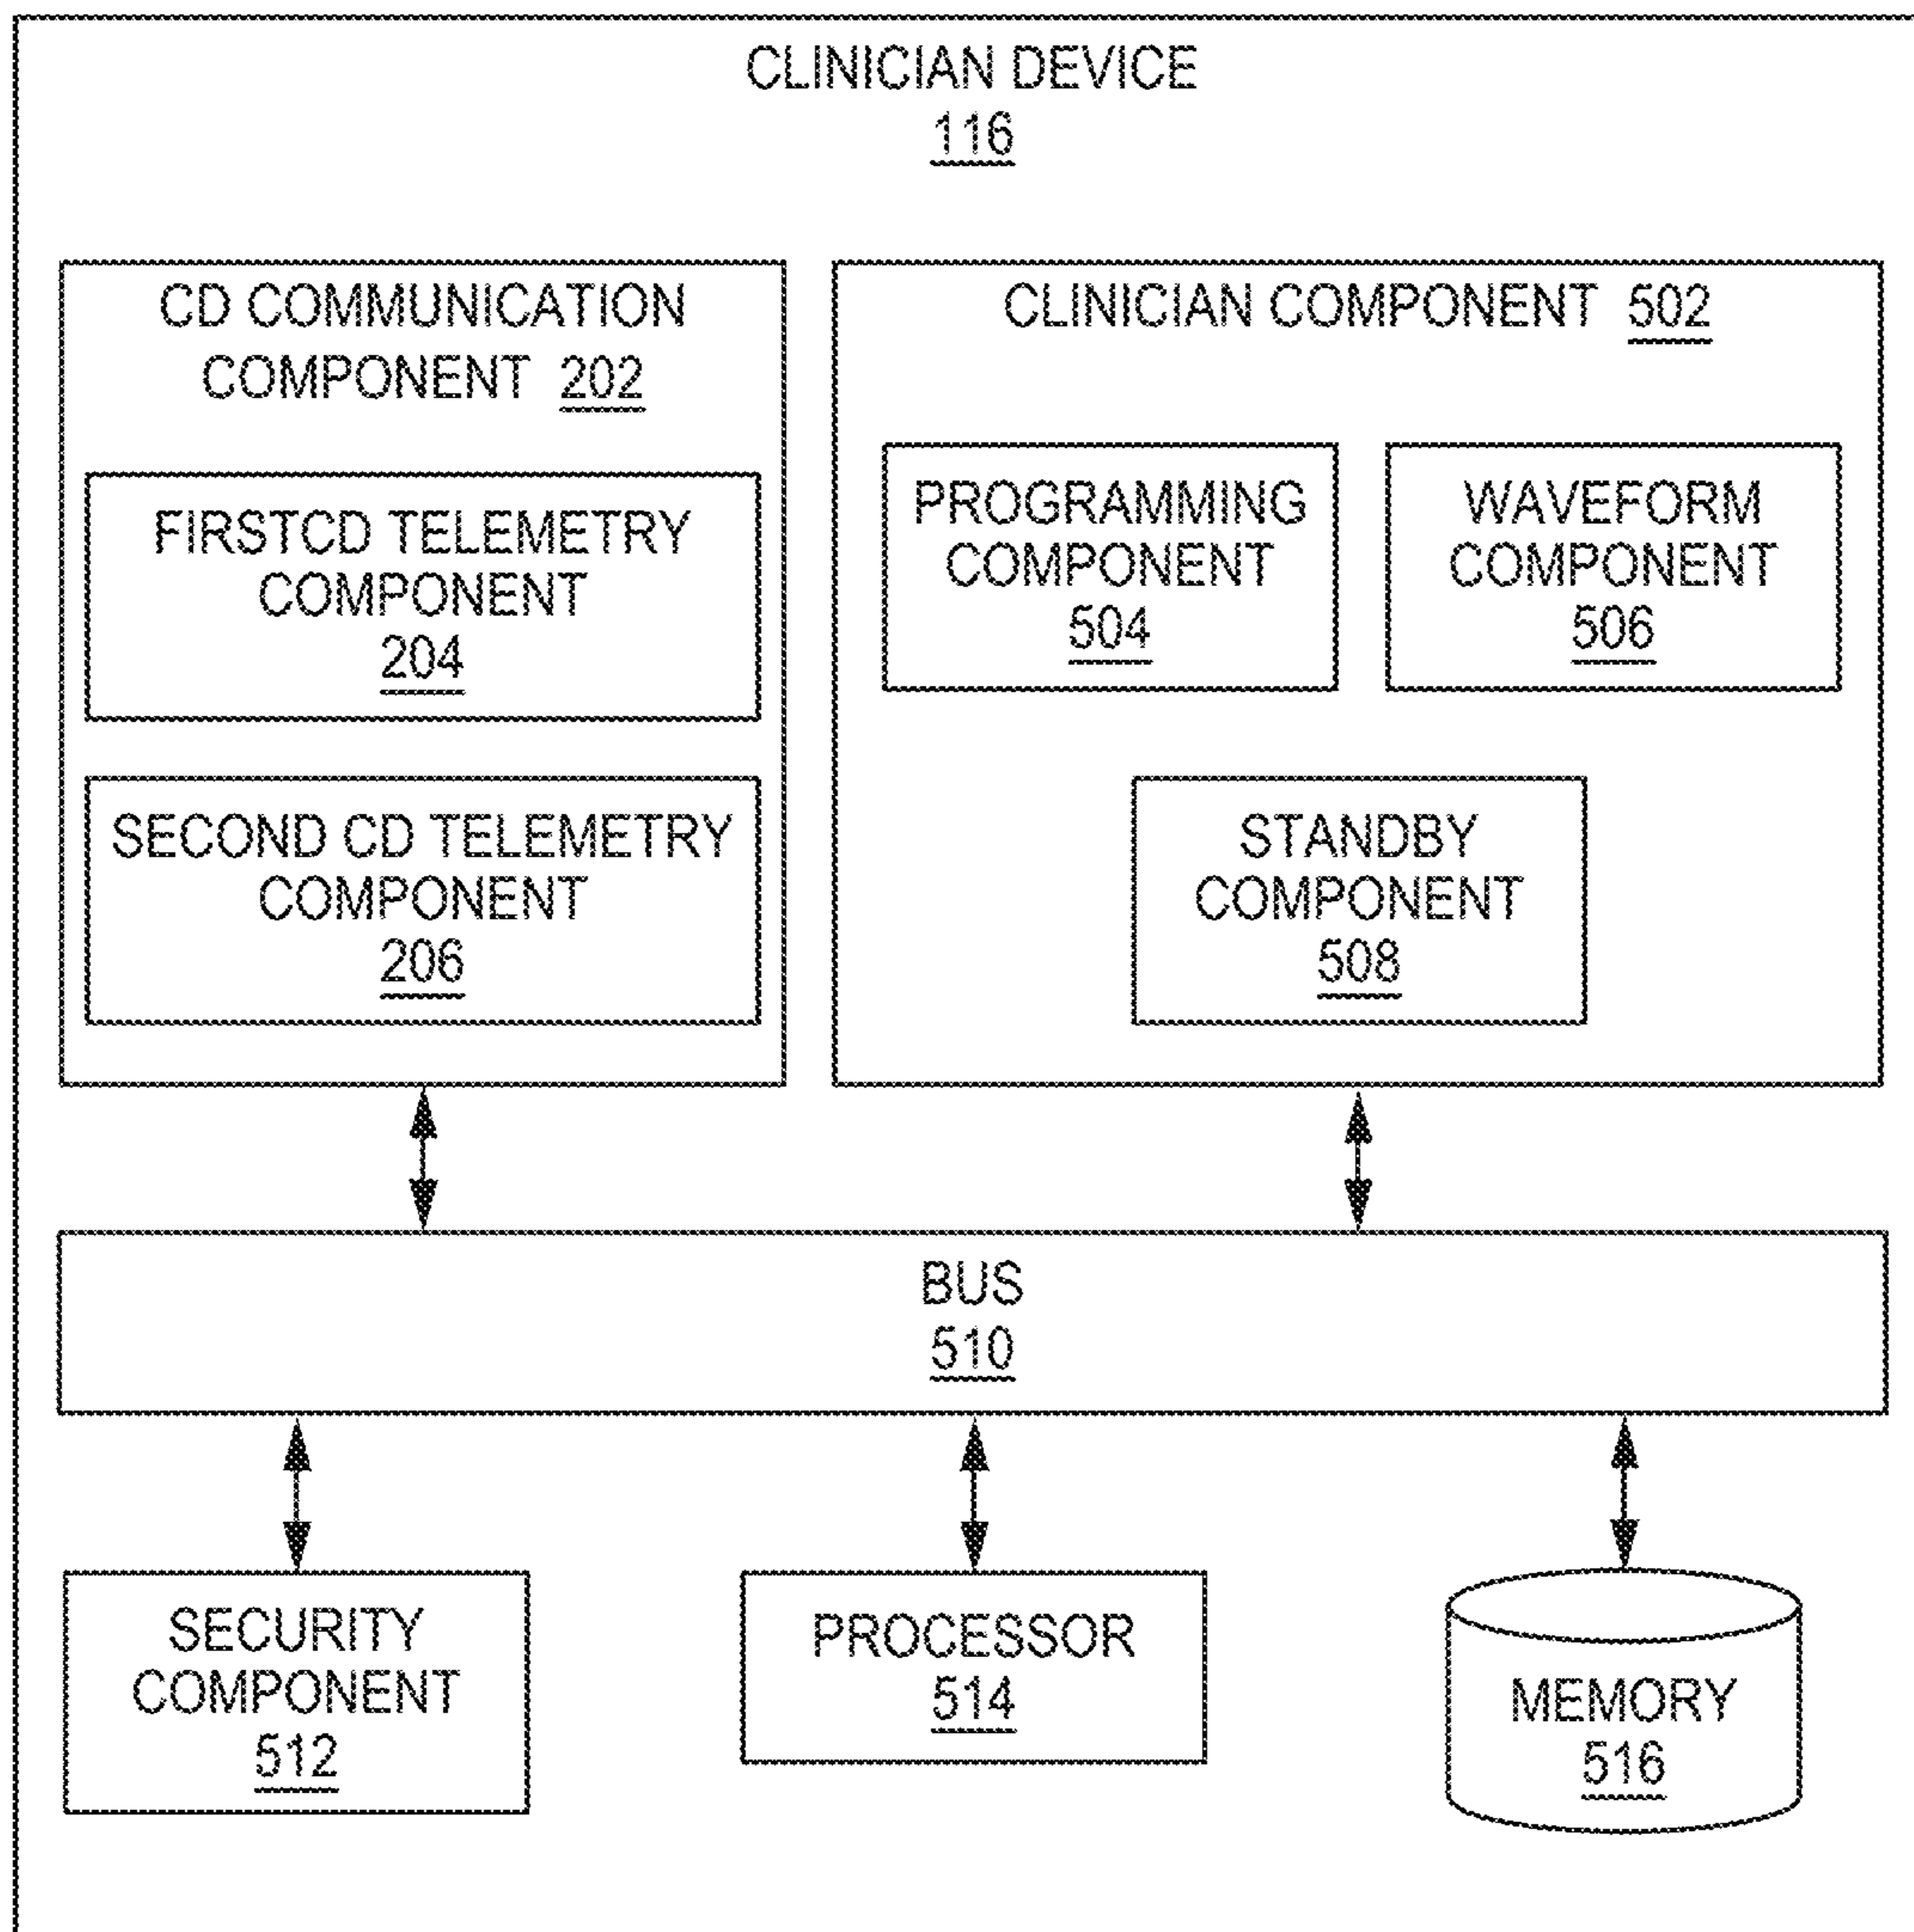 CLINICIAN DEVICE
116
CD COMMUNICATION
COMPONENT 202
FIRSTCD TELEMETRY
COMPONENT
204
SECOND CD TELEMETRY
COMPONENT
206
CLINICIAN COMPONENT 502
PROGRAMMING
COMPONENT
504
WAVEFORM
COMPONENT
506
STANDBY
COMPONENT
508
BUS
510
SECURITY
COMPONENT
512
PROCESSOR
514
MEMORY
516